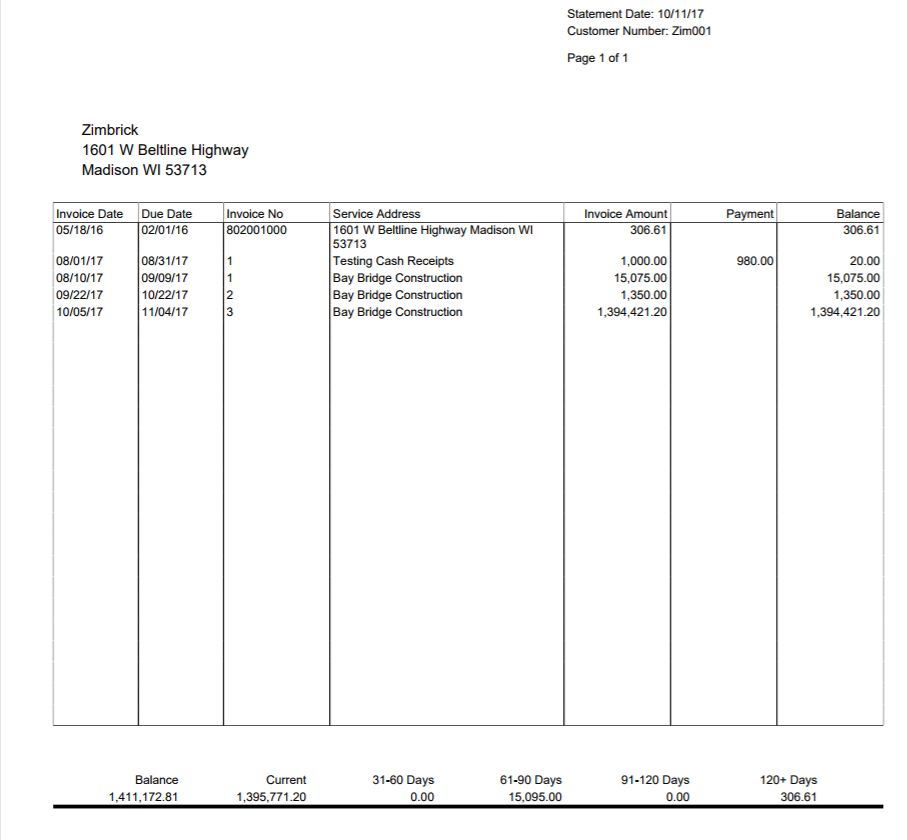 Statement Date: 10/11/17
Customer Number: Zim001
Page 1 of 1
Zimbrick
1601 W Beltline Highway
Madison WI 53713
Invoice Date Due Date Invoice No Service Address Invoice Amount Payment Balance
05/18/16 02/01/16 802001000 1601 W Beltline Highway Madison WI 306.61 306.61
53713
08/01/17 08/31/17 1 Testing Cash Receipts 1,000.00 980.00 20.00
08/10/17 09/09/17 1 Bay Bridge Construction 15,075.00 15,075.00
09/22/17 10/22/17 2 Bay Bridge Construction 1,350.00 1,350.00
10/05/17 11/04/17 3 Bay Bridge Construction 1,394,421.20 1,394,421.20
Balance Current 31-60 Days 61-90 Days 91-120 Days 120+ Days
1,411,172.81 1,395,771.20 0.00 15,095.00 0.00 306.61